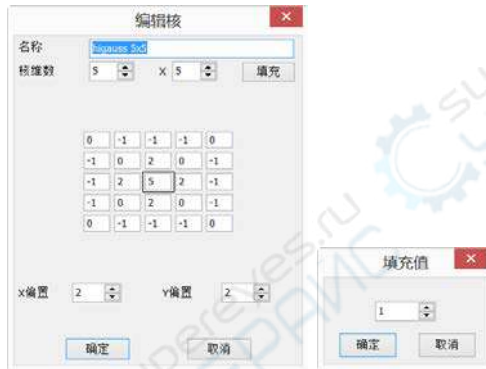 编辑核
名称 higauss 5x5
核维数 5 X 5 填充
0 -1 -1 -1 0
-1 0 2 0 -1
-1 2 5 2 -1
-1 0 2 0 -1
0 -1 -1 -1 0
X偏置 2 Y偏置 2
确定 取消
填充值
1
确定 取消